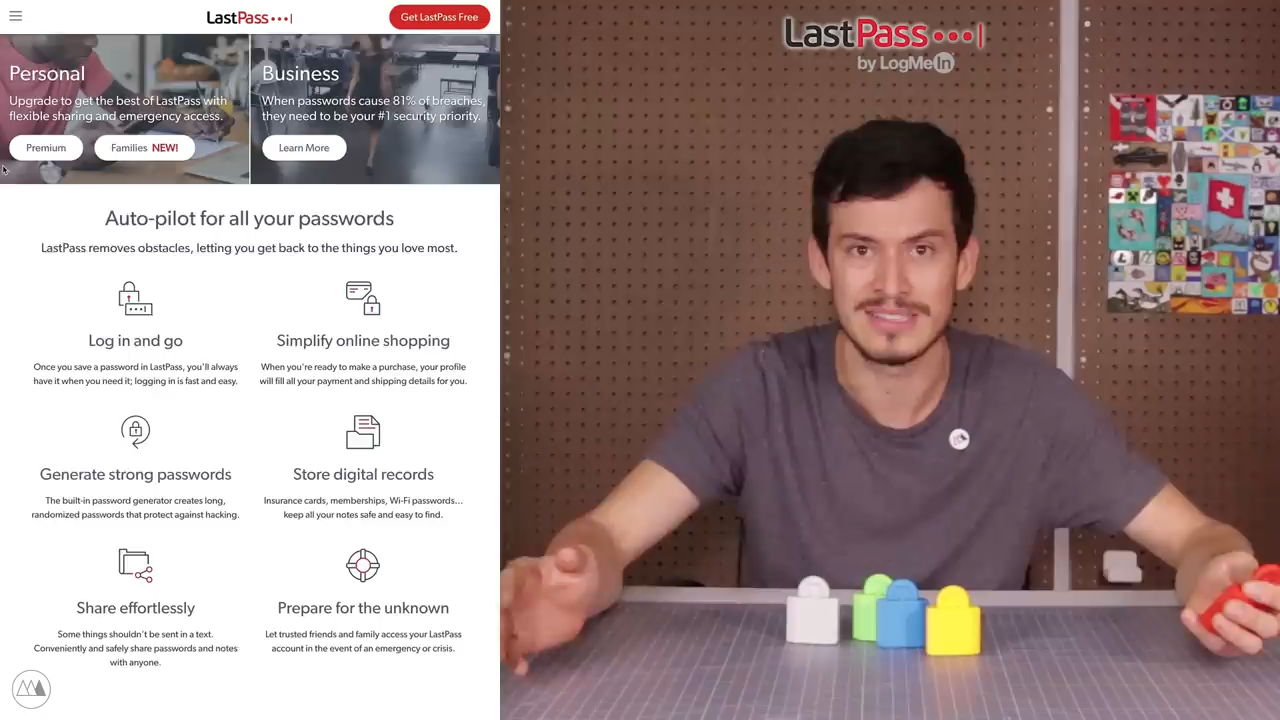 LastPass
Get LastPass Free
Personal
Upgrade to get the best of LastPass with
flexible sharing and emergency access.
Premium
Families NEW!
Business
When passwords cause 81% of breaches,
they need to be your #1 security priority.
Learn More
Auto-pilot for all your passwords
LastPass removes obstacles, letting you get back to the things you love most.
Log in and go
Once you save a password in LastPass, you'll always
have it when you need it; logging in is fast and easy.
Simplify online shopping
When you're ready to make a purchase, your profile
will fill all your payment and shipping details for you.
Generate strong passwords
The built-in password generator creates long,
randomized passwords that protect against hacking.
Store digital records
Insurance cards, memberships, Wi-Fi passwords...
keep all your notes safe and easy to find.
Share effortlessly
Some things shouldn't be sent in a text.
Conveniently and safely share passwords and notes
with anyone.
Prepare for the unknown
Let trusted friends and family access your LastPass
account in the event of an emergency or crisis.
LastPass
by LogMeIn